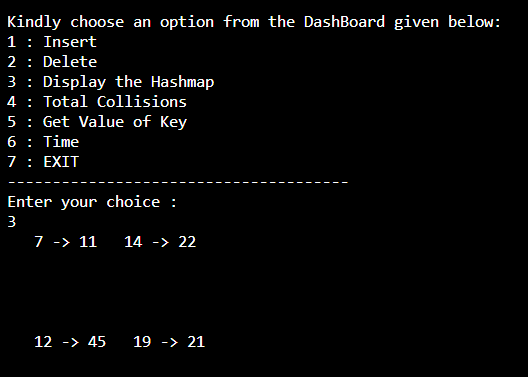 Kindly choose an option from the DashBoard given below:
1 : Insert
2 : Delete
3 : Display the Hashmap
4 : Total Collisions
5 : Get Value of Key
6 : Time
7 : EXIT
--------------------------------------
Enter your choice :
3
   7 -> 11   14 -> 22
   12 -> 45   19 -> 21